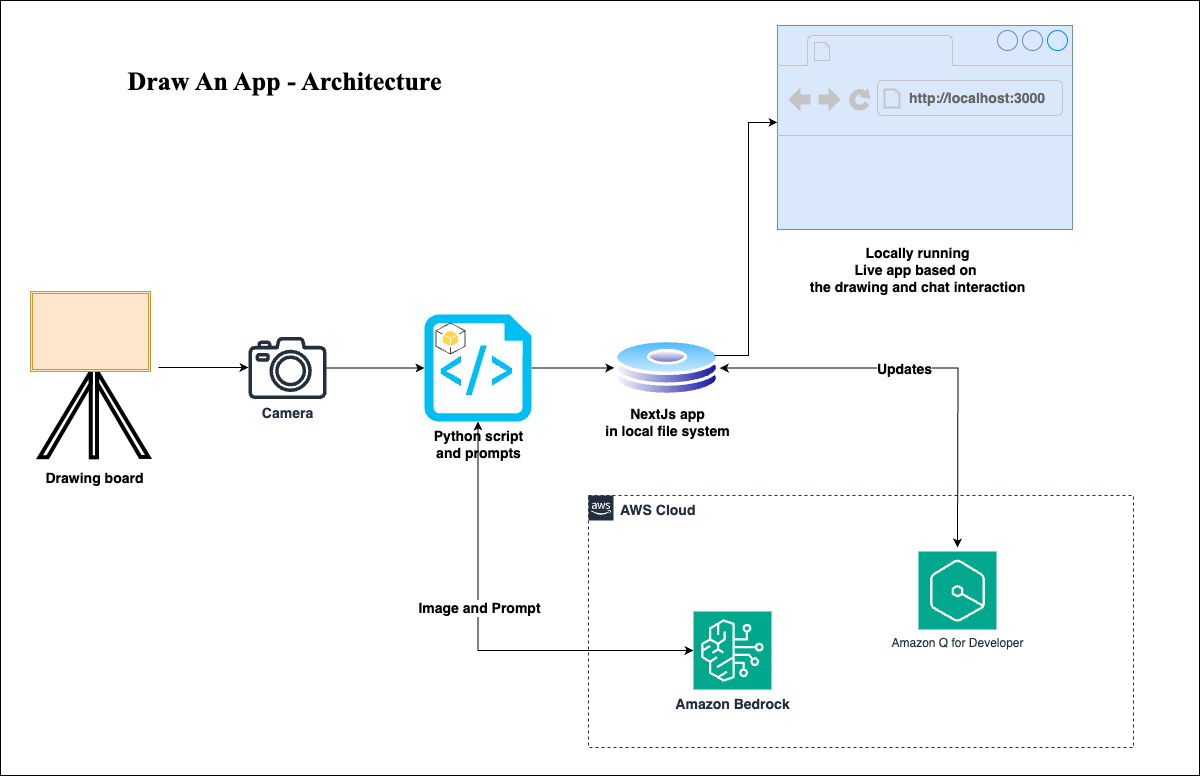 Draw An App - Architecture
http://localhost:3000
Locally running
Live app based on
the drawing and chat interaction
Camera
Drawing board
</>
Python script
and prompts
NextJs app
in local file system
Updates
aws
AWS Cloud
Image and Prompt
Amazon Q for Developer
Amazon Bedrock